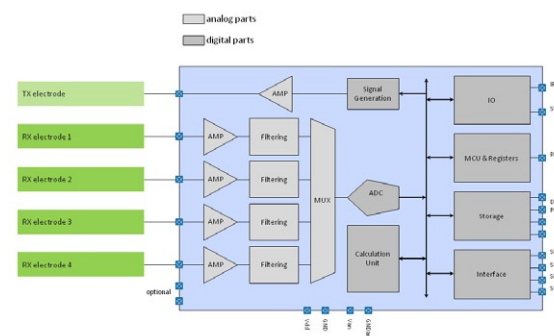 analog parts
digital parts
TX electrode
AMP
Signal
Generation
IO
RX electrode 1
AMP
Filtering
MCU & Registers
RX electrode 2
AMP
Filtering
MUX
ADC
RX electrode 3
AMP
Filtering
Storage
Calculation
Unit
RX electrode 4
AMP
Filtering
Interface
optional
Vdd
GND